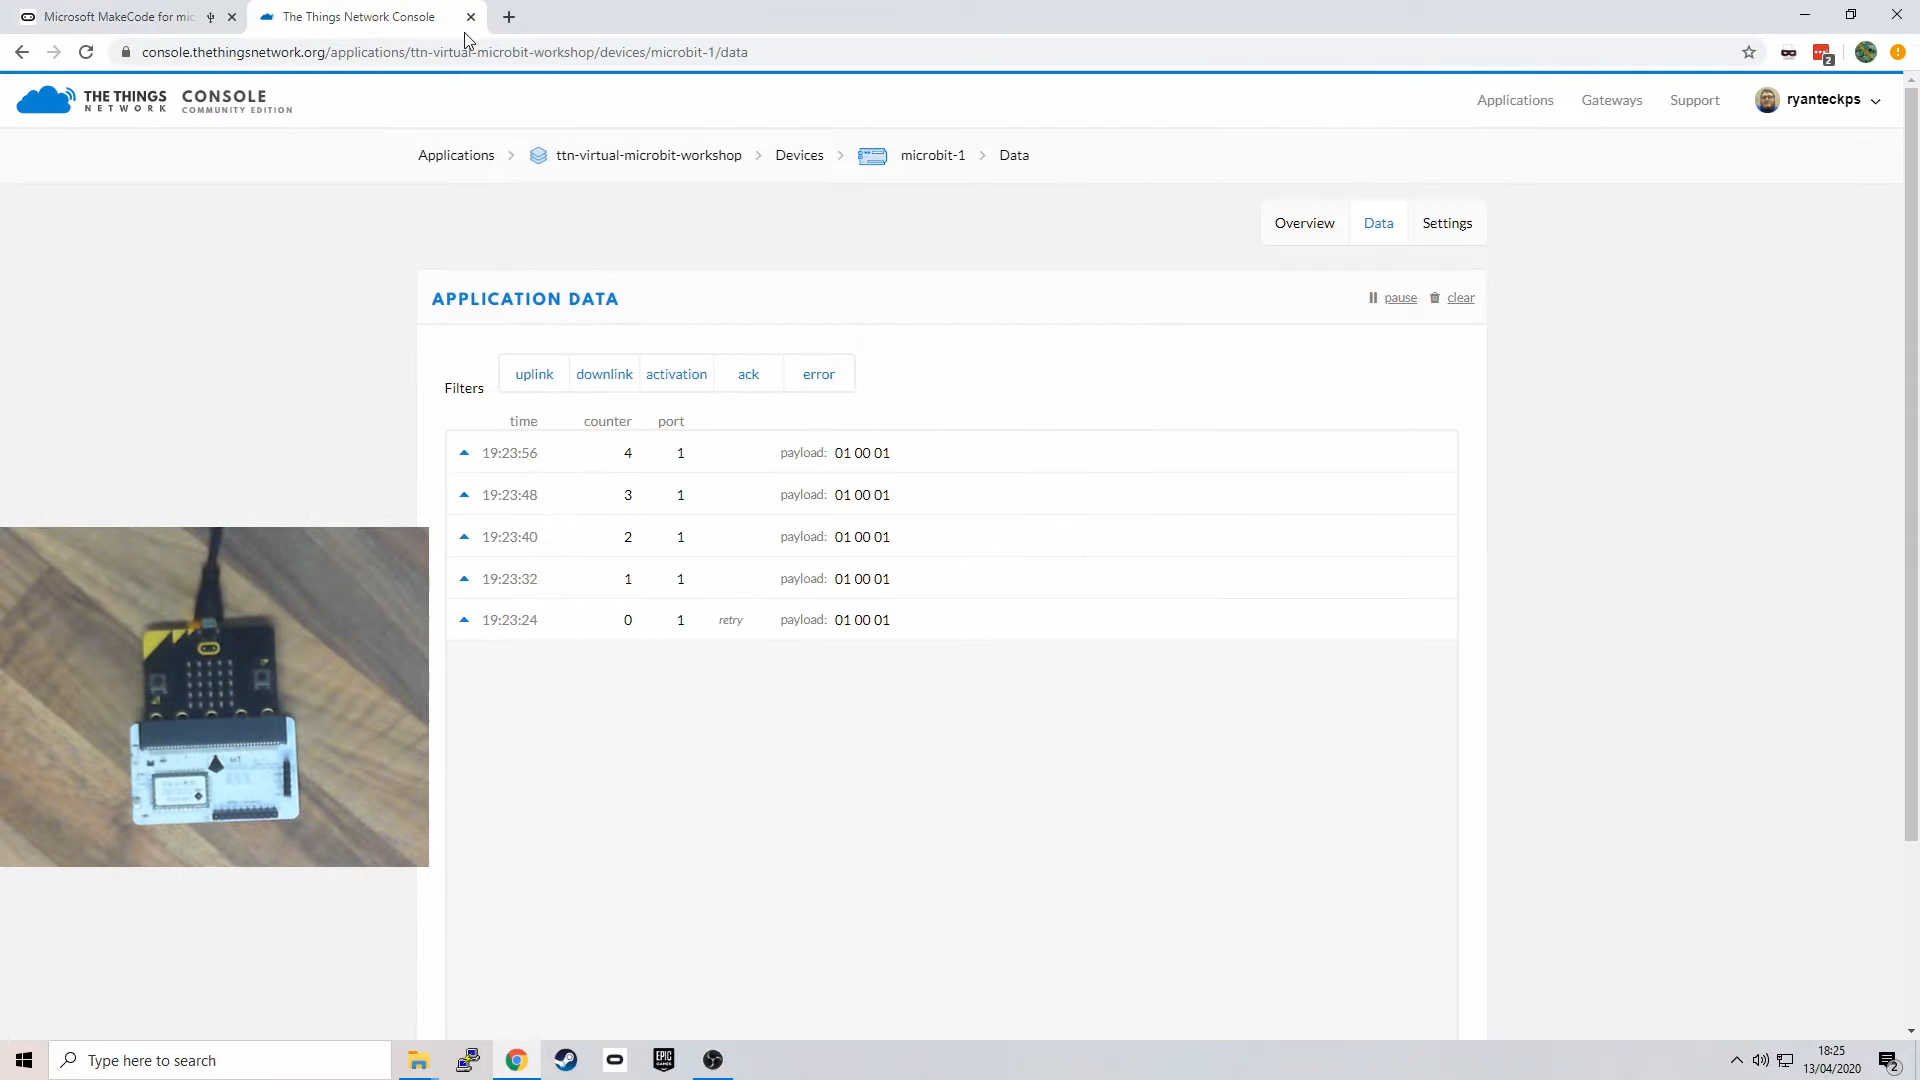 Microsoft MakeCode for mic
The Things Network Console
console.thethingsnetwork.org/applications/ttn-virtual-microbit-workshop/devices/microbit-1/data
2
THE THINGS NETWORK
CONSOLE
COMMUNITY EDITION
Applications Gateways Support ryanteckps
Applications ttn-virtual-microbit-workshop Devices microbit-1 Data
Overview Data Settings
APPLICATION DATA
pause clear
Filters uplink downlink activation ack error
time counter port
19:23:56 4 1 payload: 01 00 01
19:23:48 3 1 payload: 01 00 01
19:23:40 2 1 payload: 01 00 01
19:23:32 1 1 payload: 01 00 01
19:23:24 0 1 retry payload: 01 00 01
IoT
Type here to search
EPIC GAMES
18:25
13/04/2020
2